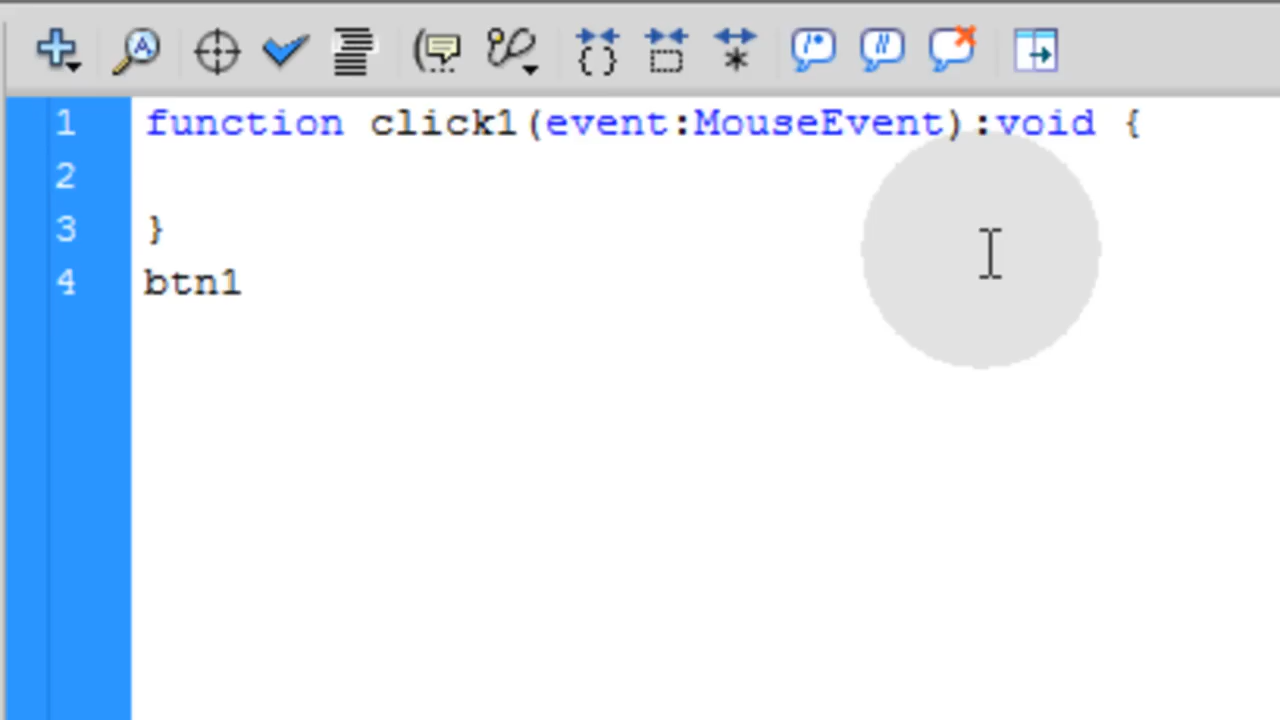 1 function click1(event:MouseEvent):void {
2
3 }
4 btn1